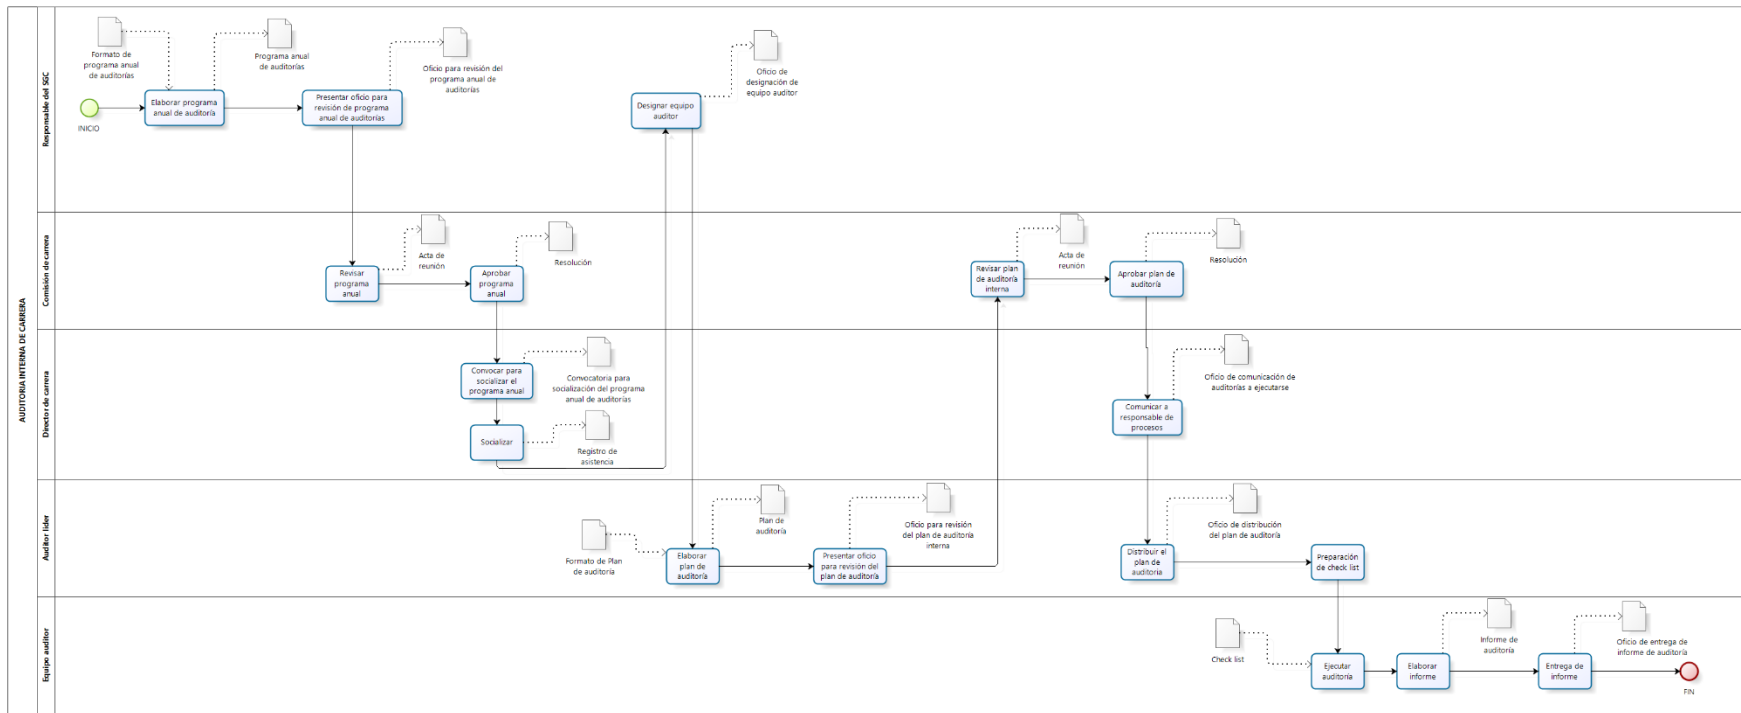 AUDITORIA INTERNA DE CARRERA
Responsable del SGC
Formato de
programa anual
de auditorías
Programa anual
de auditorías
Oficio para revisión del
programa anual de
auditorías
Oficio de
designación de
equipo auditor
INICIO
Elaborar programa
anual de auditoría
Presentar oficio para
revisión de programa
anual de auditorías
Designar equipo
auditor
Comisión de carrera
Acta de
reunión
Resolución
Acta de
reunión
Resolución
Revisar
programa
anual
Aprobar
programa
anual
Revisar plan
de auditoría
interna
Aprobar plan de
auditoría
Director de carrera
Convocar para
socializar el
programa anual
Convocatoria para
socialización del programa
anual de auditorías
Oficio de comunicación de
auditorías a ejecutarse
Comunicar a
responsable de
procesos
Socializar
Registro de
asistencia
Auditor lider
Formato de Plan
de auditoria
Plan de
auditoría
Oficio para revisión
del plan de auditoría
interna
Oficio de distribución
del plan de auditoría
Elaborar
plan de
auditoría
Presentar oficio
para revisión del
plan de auditoría
Distribuir el
plan de
auditoria
Preparación
de check list
Equipo auditor
Check list
Informe de
auditoría
Oficio de entrega de
informe de auditoría
Ejecutar
auditoría
Elaborar
informe
Entrega de
informe
FIN